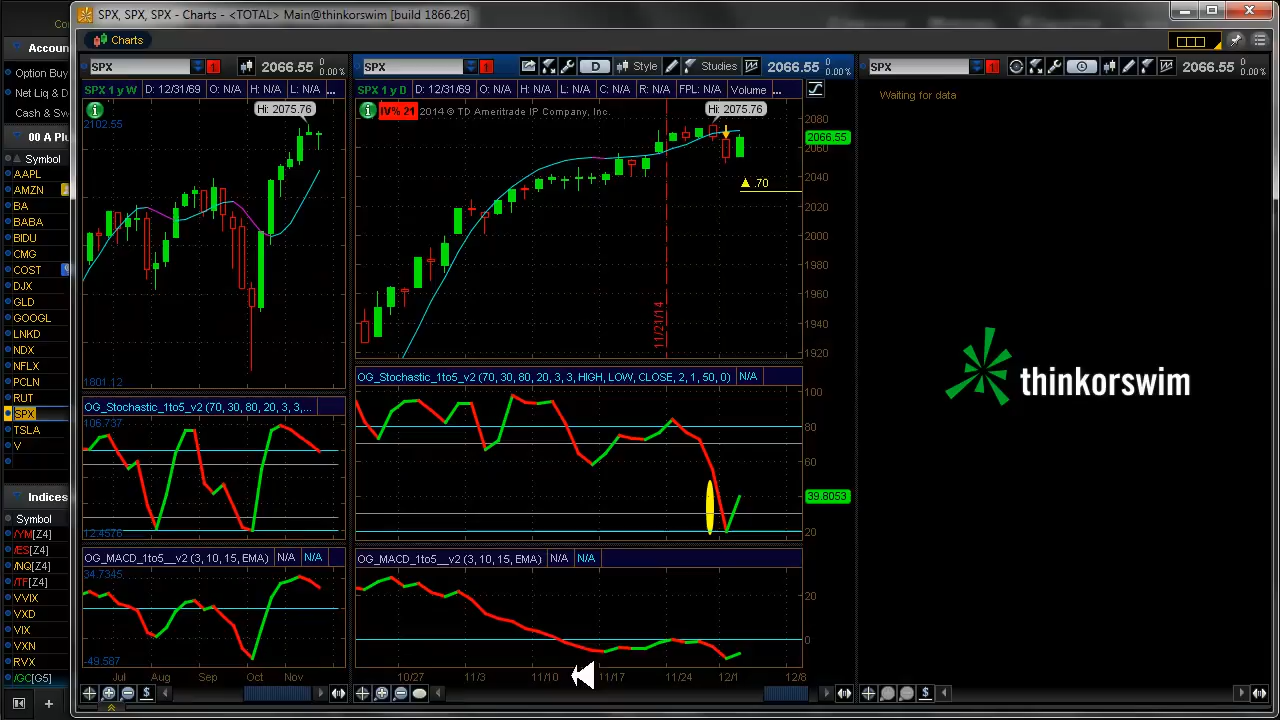 SPX, SPX, SPX - Charts - <TOTAL> Main@thinkorswim [build 1866.26]
Charts
Accoun
Option Buy
Net Liq & D
Cash & Sw
00 A Plu
Symbol
AAPL
AMZN
BA
BABA
BIDU
CMG
COST
DJX
GLD
GOOGL
LNKD
NDX
NFLX
PCLN
RUT
SPX
TSLA
V
Indices
Symbol
/YM[Z4]
/ES[Z4]
/NQ[Z4]
/TF[Z4]
VVIX
VXD
VIX
VXN
RVX
/GC[G5]
SPX 1 2066.55 0.00%
SPX 1 y W D: 12/31/69 O: N/A H: N/A L: N/A ...
Hi: 2075.76
2102.55
1801.12
OG_Stochastic_1to5_v2 (70, 30, 80, 20, 3, 3,...
106.737
12.4576
OG_MACD_1to5__v2 (3, 10, 15, EMA) N/A N/A
34.7345
-49.587
Jul Aug Sep Oct Nov
SPX 1 D Style Studies 2066.55 0.00%
SPX 1 y D D: 12/31/69 O: N/A H: N/A L: N/A C: N/A R: N/A FPL: N/A Volume ...
IV% 21 2014 © TD Ameritrade IP Company, Inc.
Hi: 2075.76
2080
2066.55
2060
.70
2040
2020
2000
1980
1960
1940
1920
11/21/14
OG_Stochastic_1to5_v2 (70, 30, 80, 20, 3, 3, HIGH, LOW, CLOSE, 2, 1, 50, 0) N/A
100
80
60
39.8053
20
OG_MACD_1to5__v2 (3, 10, 15, EMA) N/A N/A
20
0
10/27 11/3 11/10 11/17 11/24 12/1 12/8
SPX 1 2066.55 0.00%
Waiting for data
thinkorswim